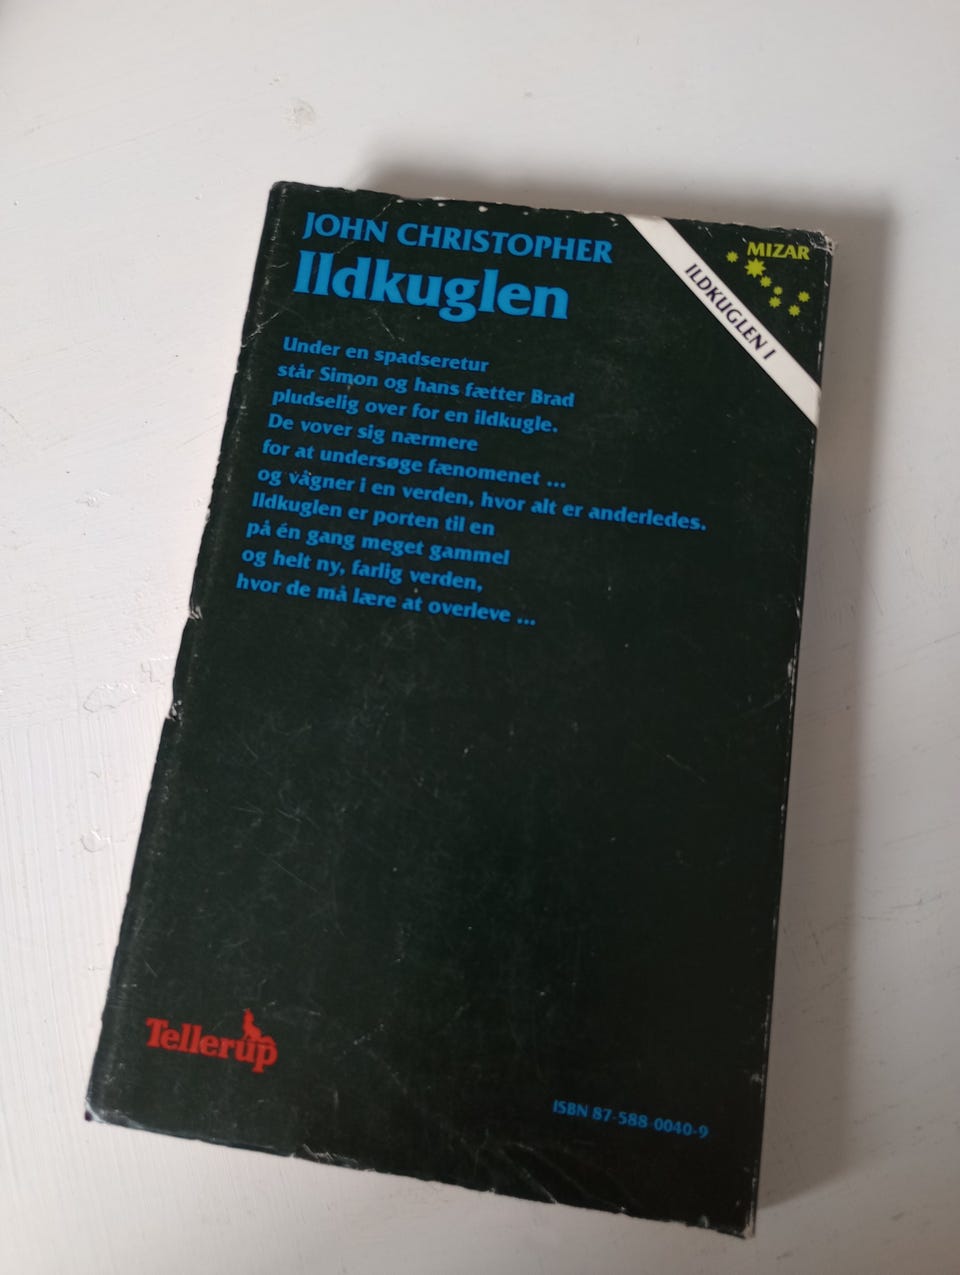 JOHN CHRISTOPHER
Ildkuglen
MIZAR
ILDKUGLEN I
Under en spadseretur
står Simon og hans fætter Brad
pludselig over for en ildkugle.
De vover sig nærmere
for at undersøge fænomenet ...
og vågner i en verden, hvor alt er anderledes.
Ildkuglen er porten til en
på én gang meget gammel
og helt ny, farlig verden,
hvor de må lære at overleve ...
Tellerup
ISBN 87-588 0040-9